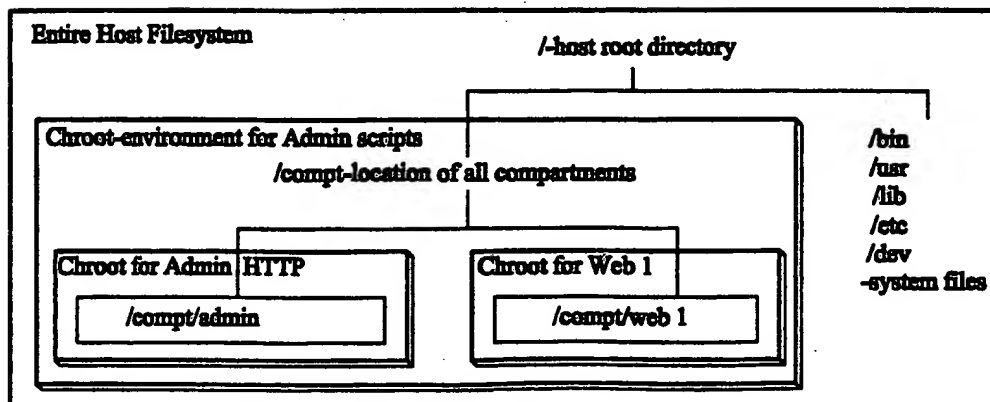 Entire Host Filesystem
/-host root directory
Chroot-environment for Admin scripts
/compt-location of all compartments
/bin
/usr
/lib
/etc
/dev
-system files
Chroot for Admin HTTP
Chroot for Web 1
/compt/admin
/compt/web 1